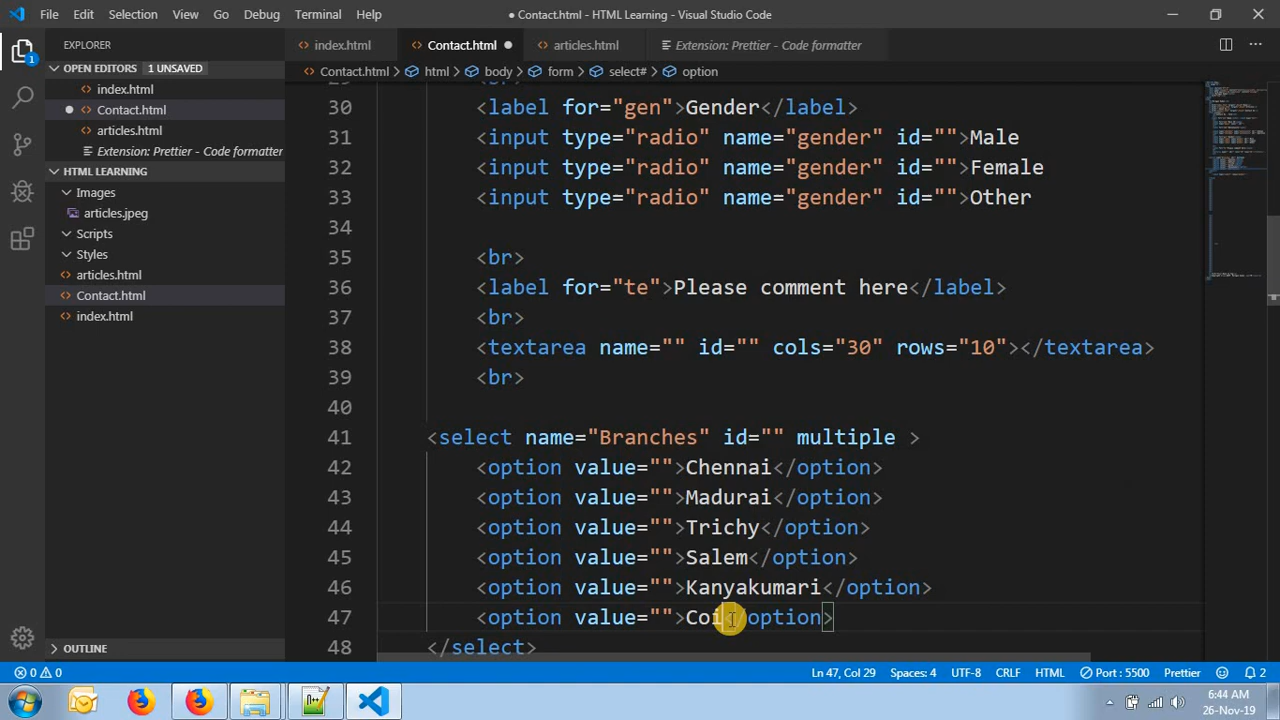 File Edit Selection View Go Debug Terminal Help
● Contact.html - HTML Learning - Visual Studio Code
EXPLORER
index.html
Contact.html ●
articles.html
Extension: Prettier - Code formatter
OPEN EDITORS 1 UNSAVED
index.html
● Contact.html
articles.html
Extension: Prettier - Code formatter
HTML LEARNING
Images
articles.jpeg
Scripts
Styles
articles.html
Contact.html
index.html
OUTLINE
1
Contact.html > html > body > form > select# > option
30 <label for="gen">Gender</label>
31 <input type="radio" name="gender" id="">Male
32 <input type="radio" name="gender" id="">Female
33 <input type="radio" name="gender" id="">Other
34
35 <br>
36 <label for="te">Please comment here</label>
37 <br>
38 <textarea name="" id="" cols="30" rows="10"></textarea>
39 <br>
40
41 <select name="Branches" id="" multiple >
42 <option value="">Chennai</option>
43 <option value="">Madurai</option>
44 <option value="">Trichy</option>
45 <option value="">Salem</option>
46 <option value="">Kanyakumari</option>
47 <option value="">Coi</option>
48 </select>
0 0
Ln 47, Col 29 Spaces: 4 UTF-8 CRLF HTML Port : 5500 Prettier 2
6:44 AM
26-Nov-19